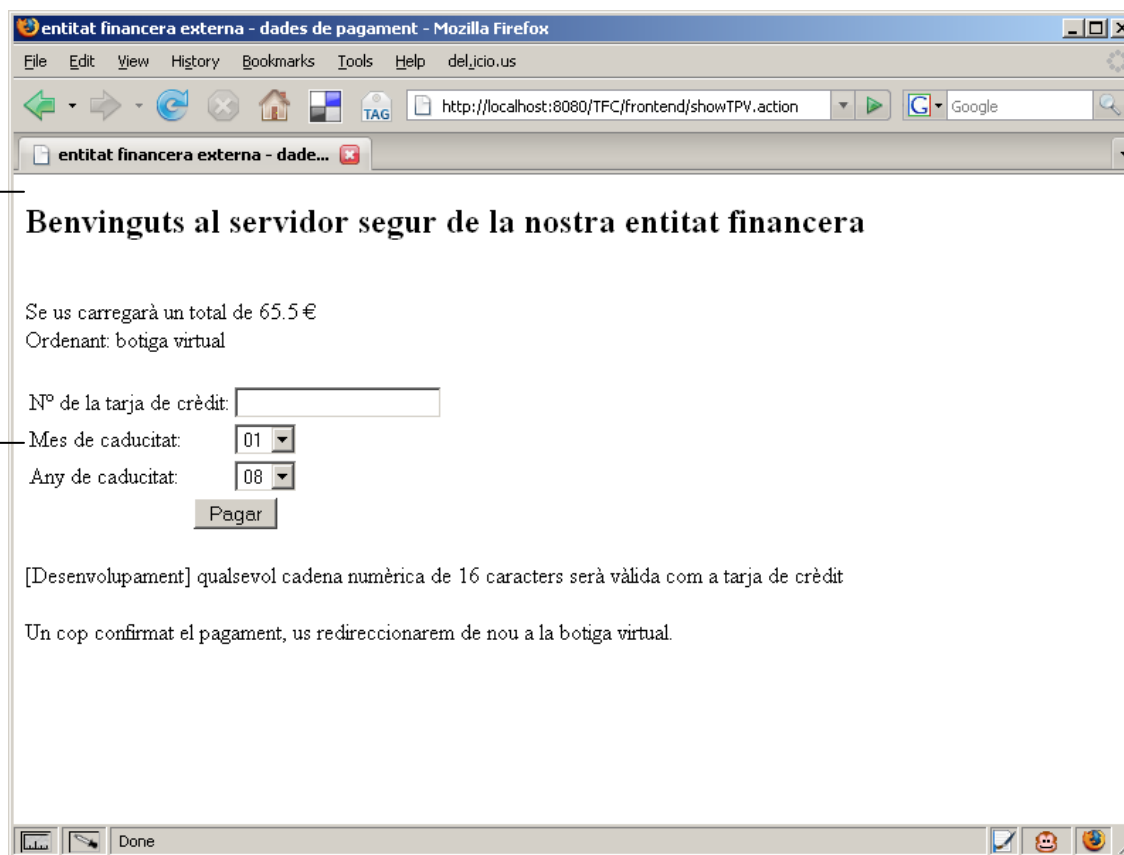 entitat financera externa - dades de pagament - Mozilla Firefox
File Edit View History Bookmarks Tools Help del.icio.us
TAG http://localhost:8080/TFC/frontend/showTPV.action G Google
entitat financera externa - dade...
Benvinguts al servidor segur de la nostra entitat financera
Se us carregarà un total de 65.5 €
Ordenant: botiga virtual
Nº de la tarja de crèdit:
Mes de caducitat: 01
Any de caducitat: 08
Pagar
[Desenvolupament] qualsevol cadena numèrica de 16 caracters serà vàlida com a tarja de crèdit
Un cop confirmat el pagament, us redireccionarem de nou a la botiga virtual.
Done